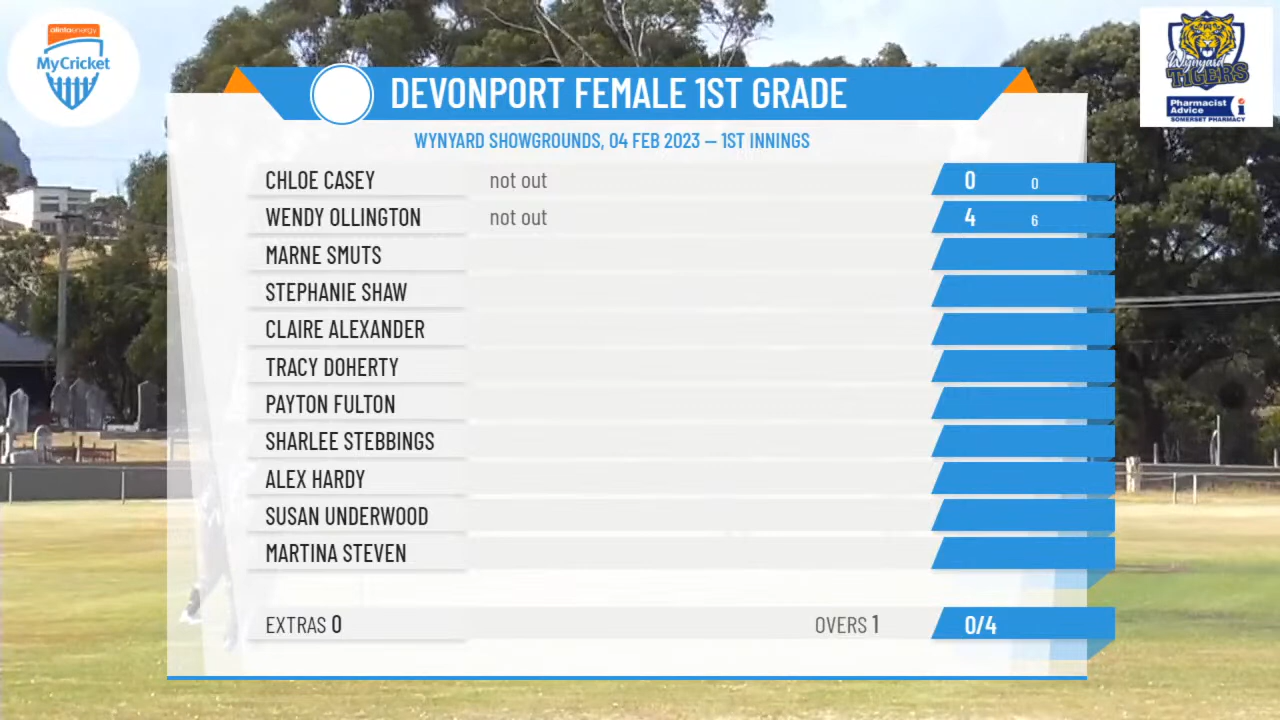 alintaenergy
MyCricket
Wynyard
TIGERS
Pharmacist
Advice
SOMERSET PHARMACY
DEVONPORT FEMALE 1ST GRADE
WYNYARD SHOWGROUNDS, 04 FEB 2023 – 1ST INNINGS
CHLOE CASEY not out 0 0
WENDY OLLINGTON not out 4 6
MARNE SMUTS
STEPHANIE SHAW
CLAIRE ALEXANDER
TRACY DOHERTY
PAYTON FULTON
SHARLEE STEBBINGS
ALEX HARDY
SUSAN UNDERWOOD
MARTINA STEVEN
EXTRAS 0 OVERS 1 0/4